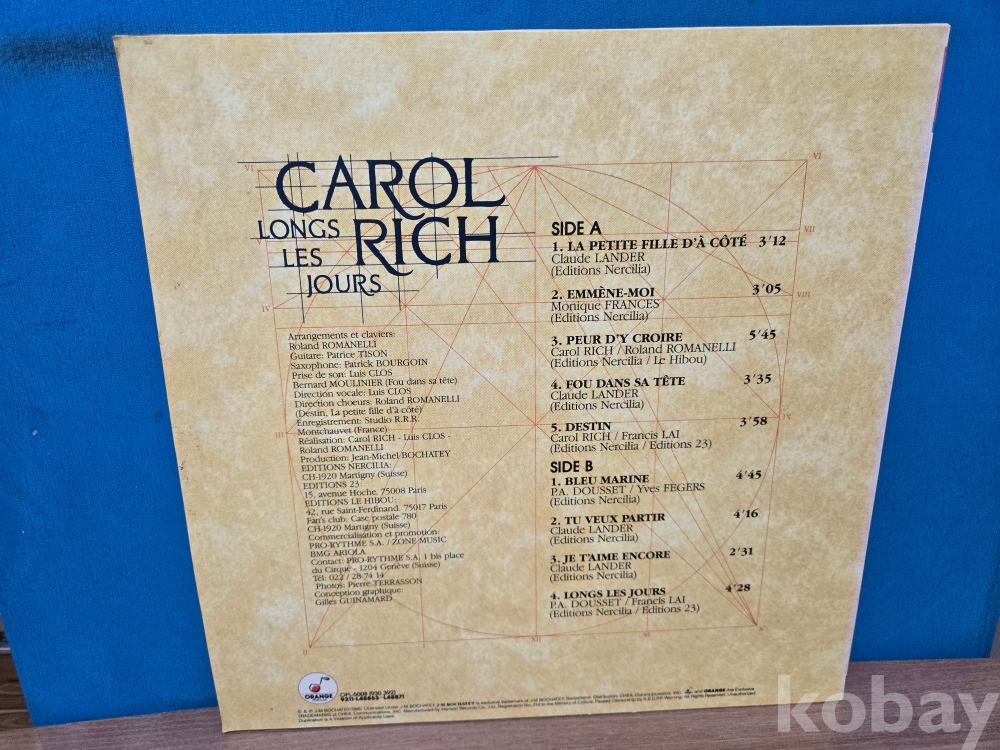 CAROL
LONGS RICH
LES
JOURS
VI
VI
VII
IV
VIII
III
IX
II
XII
XI
X
Arrangements et claviers:
Roland ROMANELLI
Guitare: Patrice TISON
Saxophone: Patrick BOURGOIN
Prise de son: Luis CLOS
Bernard MOULINIER (Fou dans sa tête)
Direction vocale: Luis CLOS
Direction choeurs: Roland ROMANELLI
(Destin, La petite fille d'à côté)
Enregistrement: Studio R.R.R.
Montchauvet (France)
Réalisation: Carol RICH - Luis CLOS -
Roland ROMANELLI
Production: Jean-Michel BOCHATEY
EDITIONS NERCILIA:
CH-1920 Martigny (Suisse)
EDITIONS 23:
15, avenue Hoche, 75008 Paris
EDITIONS LE HIBOU:
42, rue Saint-Ferdinand, 75017 Paris
Fan's club: Case postale 780
CH-1920 Martigny (Suisse)
Commercialisation et promotion:
PRO-RYTHME S.A. / ZONE-MUSIC
BMG ARIOLA
Contact: PRO-RYTHME S.A. 1 bis place
du Cirque - 1204 Genève (Suisse)
Tél: 022 / 28 74 14
Photos: Pierre TERRASSON
Conception graphique:
Gilles GUINAMARD
SIDE A
1. LA PETITE FILLE D'À CÔTÉ 3'12
Claude LANDER
(Editions Nercilia)
2. EMMÈNE-MOI 3'05
Monique FRANCES
(Editions Nercilia)
3. PEUR D'Y CROIRE 5'45
Carol RICH / Roland ROMANELLI
(Editions Nercilia / Le Hibou)
4. FOU DANS SA TÊTE 3'35
Claude LANDER
(Editions Nercilia)
5. DESTIN 3'58
Carol RICH / Francis LAI
(Editions Nercilia / Editions 23)
SIDE B
1. BLEU MARINE 4'45
P.A. DOUSSET / Yves FEGERS
(Editions Nercilia)
2. TU VEUX PARTIR 4'16
Claude LANDER
(Editions Nercilia)
3. JE T'AIME ENCORE 2'31
Claude LANDER
(Editions Nercilia)
4. LONGS LES JOURS 4'28
P.A. DOUSSET / Francis LAI
(Editions Nercilia / Editions 23)
ORANGE
kobay